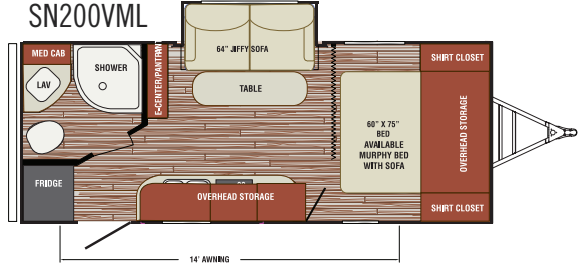 SN200VML
MED CAB
LAV
SHOWER
E-CENTER/PANTRY
64" JIFFY SOFA
TABLE
SHIRT CLOSET
60" X 75"
BED
AVAILABLE
MURPHY BED
WITH SOFA
OVERHEAD STORAGE
FRIDGE
OVERHEAD STORAGE
SHIRT CLOSET
14' AWNING